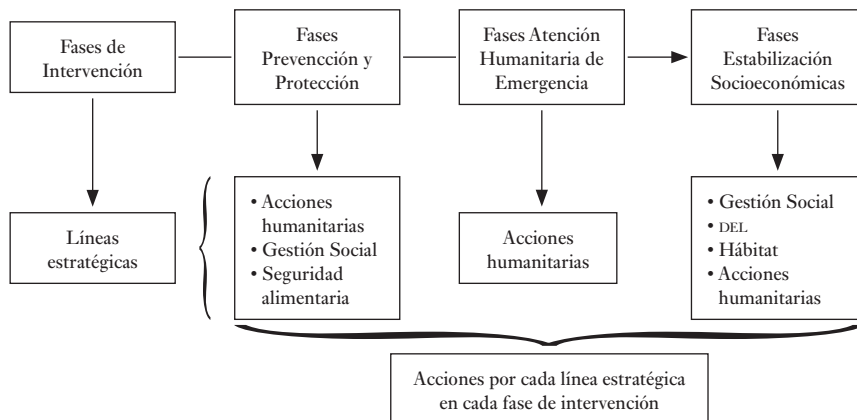 Fases de
Intervención
Fases
Prevencción y
Protección
Fases Atención
Humanitaria de
Emergencia
Fases
Estabilización
Socioeconómicas
Líneas
estratégicas
• Acciones
humanitarias
• Gestión Social
• Seguridad
alimentaria
Acciones
humanitarias
• Gestión Social
• DEL
• Hábitat
• Acciones
humanitarias
Acciones por cada línea estratégica
en cada fase de intervención